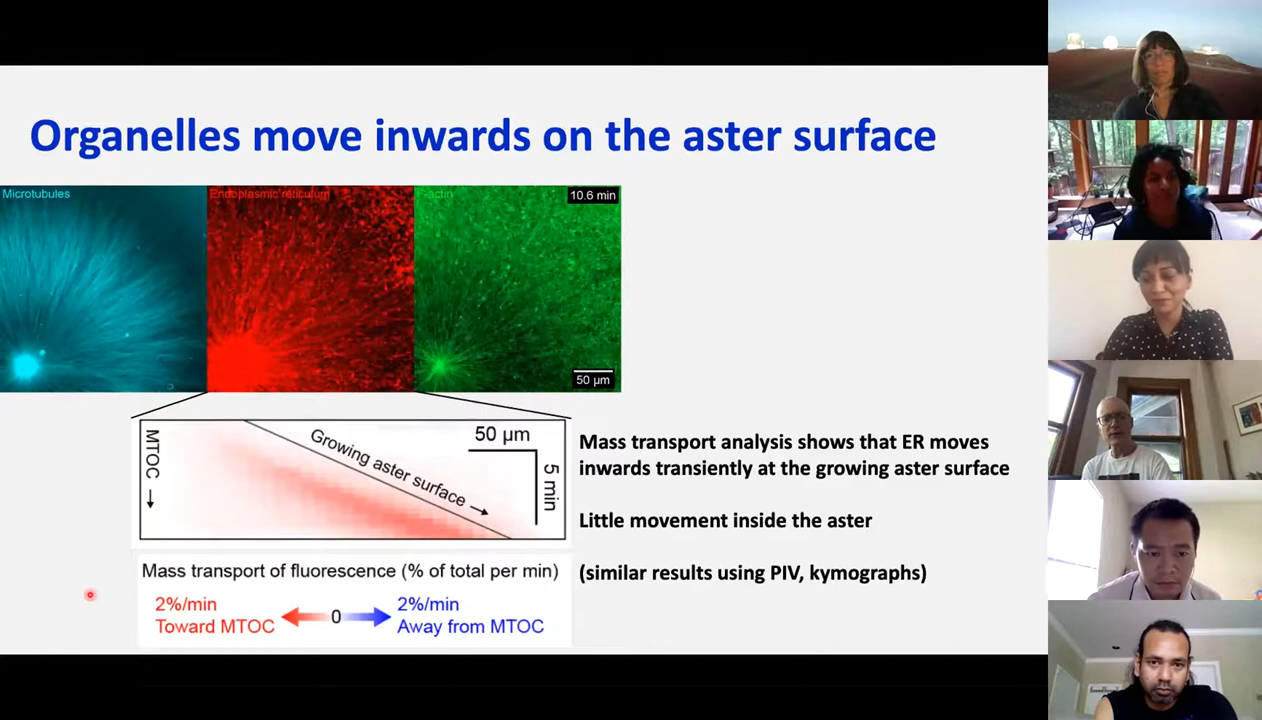 Organelles move inwards on the aster surface
Microtubules
Endoplasmic reticulum
F-actin
10.6 min
50 µm
MTOC →
Growing aster surface →
50 µm
5 min
Mass transport analysis shows that ER moves
inwards transiently at the growing aster surface
Little movement inside the aster
(similar results using PIV, kymographs)
Mass transport of fluorescence (% of total per min)
2%/min
Toward MTOC
0
2%/min
Away from MTOC